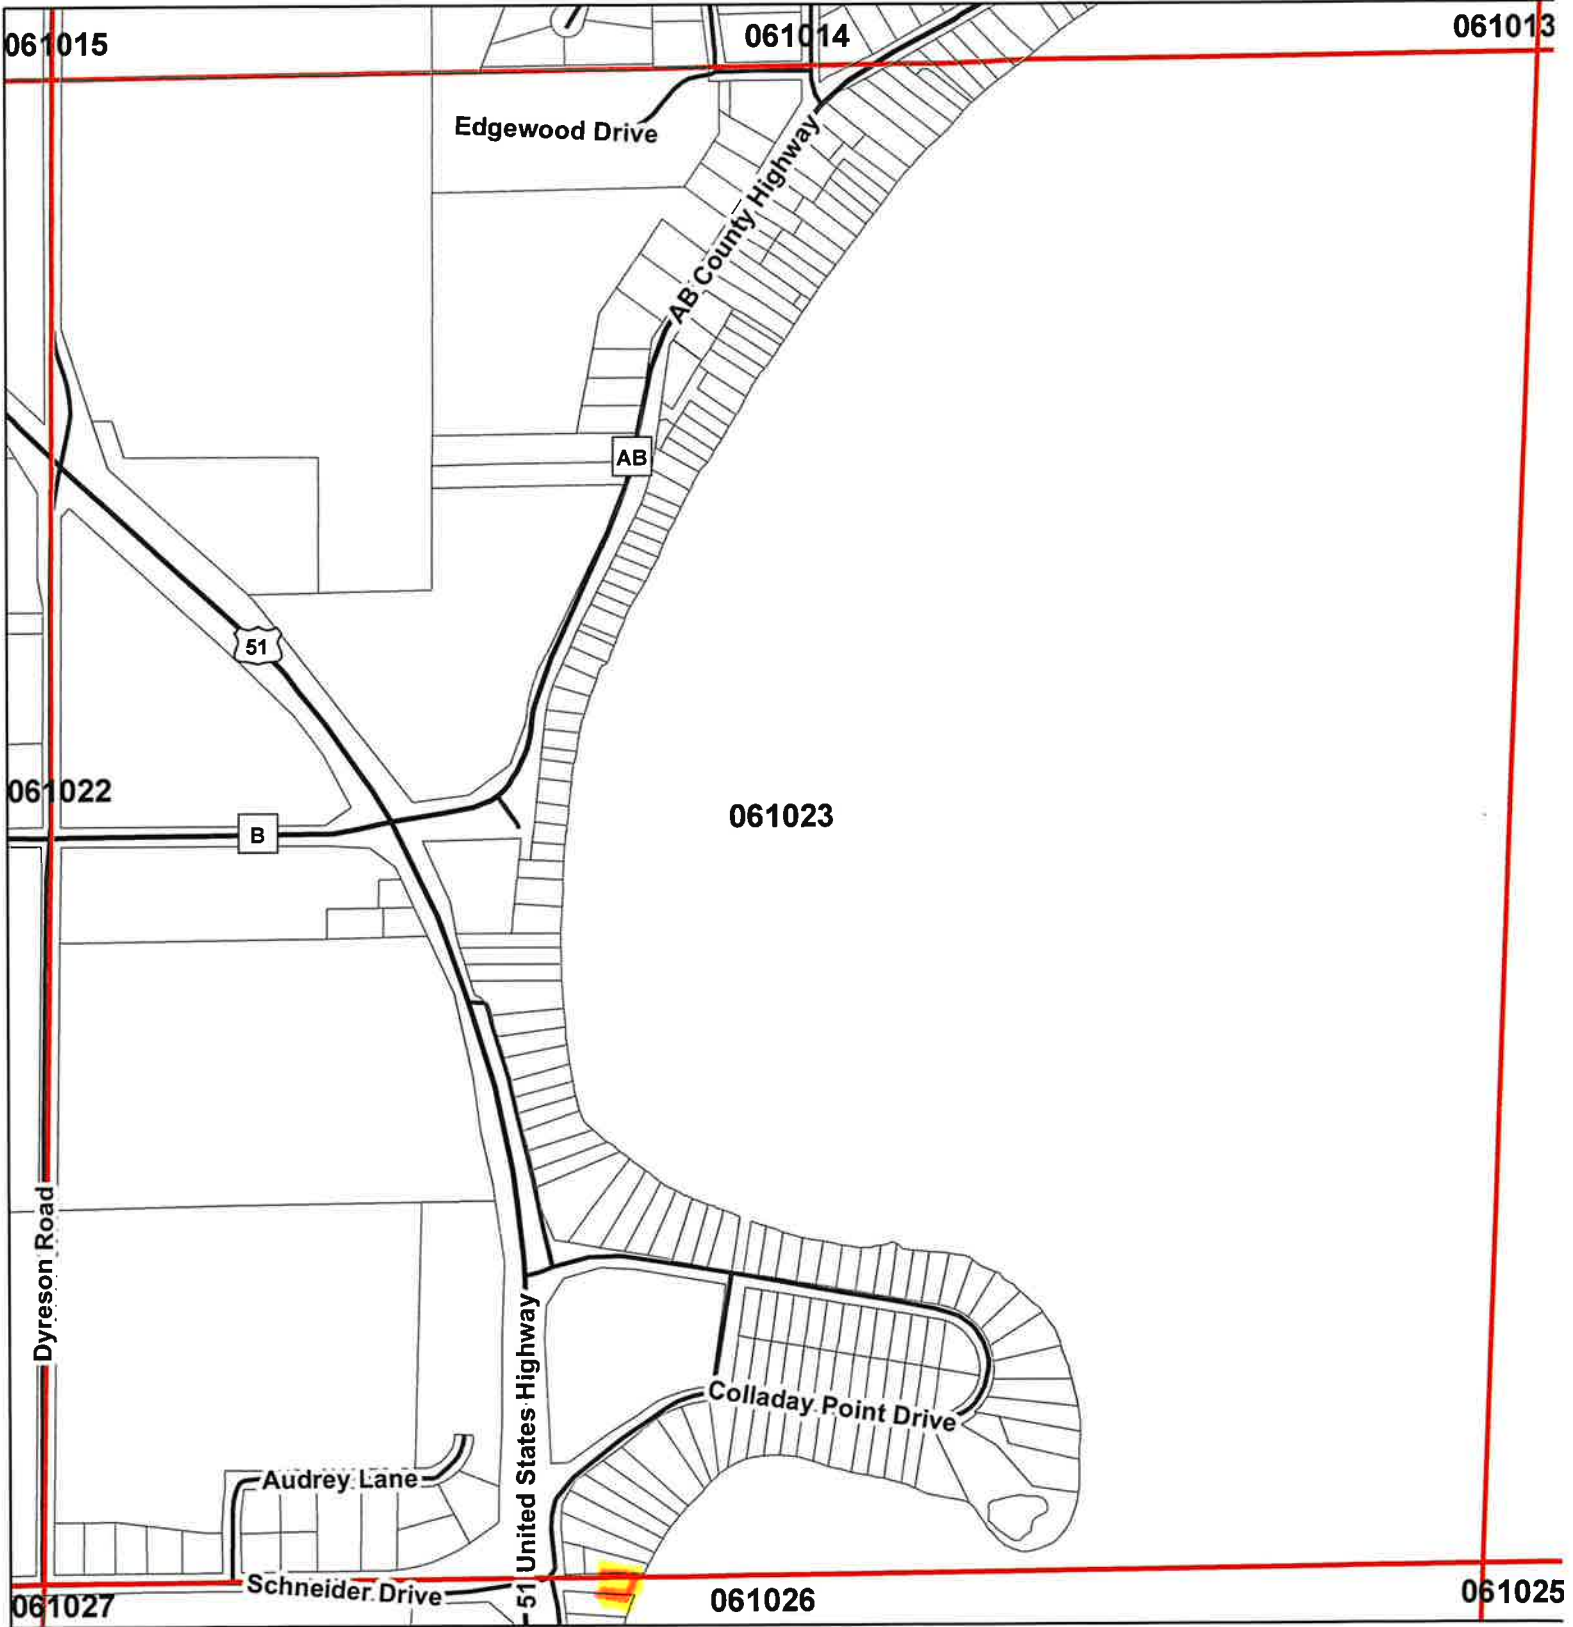 061015
061014
061013
Edgewood Drive
AB County Highway
AB
51
061022
061023
B
Dyreson Road
51 United States Highway
Colladay Point Drive
Audrey Lane
Schneider Drive
061027
061026
061025